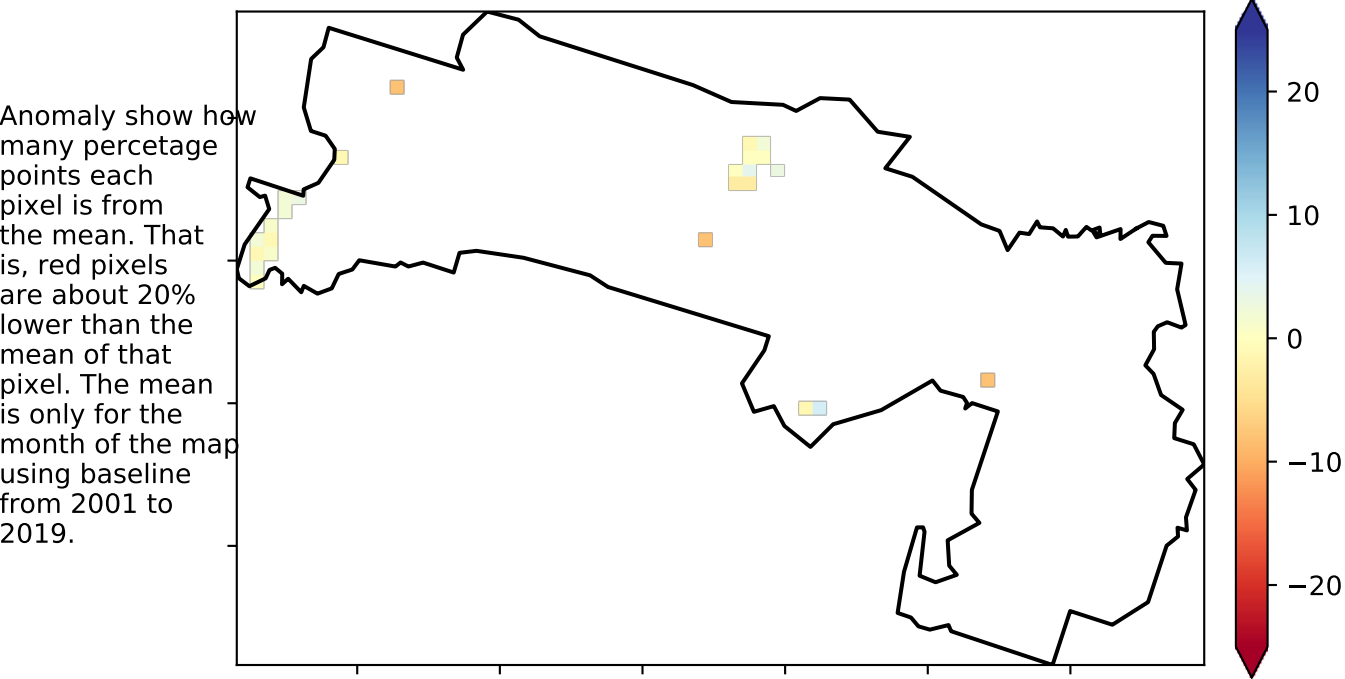 Anomaly show how
many percetage
points each
pixel is from
the mean. That
is, red pixels
are about 20%
lower than the
mean of that
pixel. The mean
is only for the
month of the map
using baseline
from 2001 to
2019.
20
10
0
−10
−20